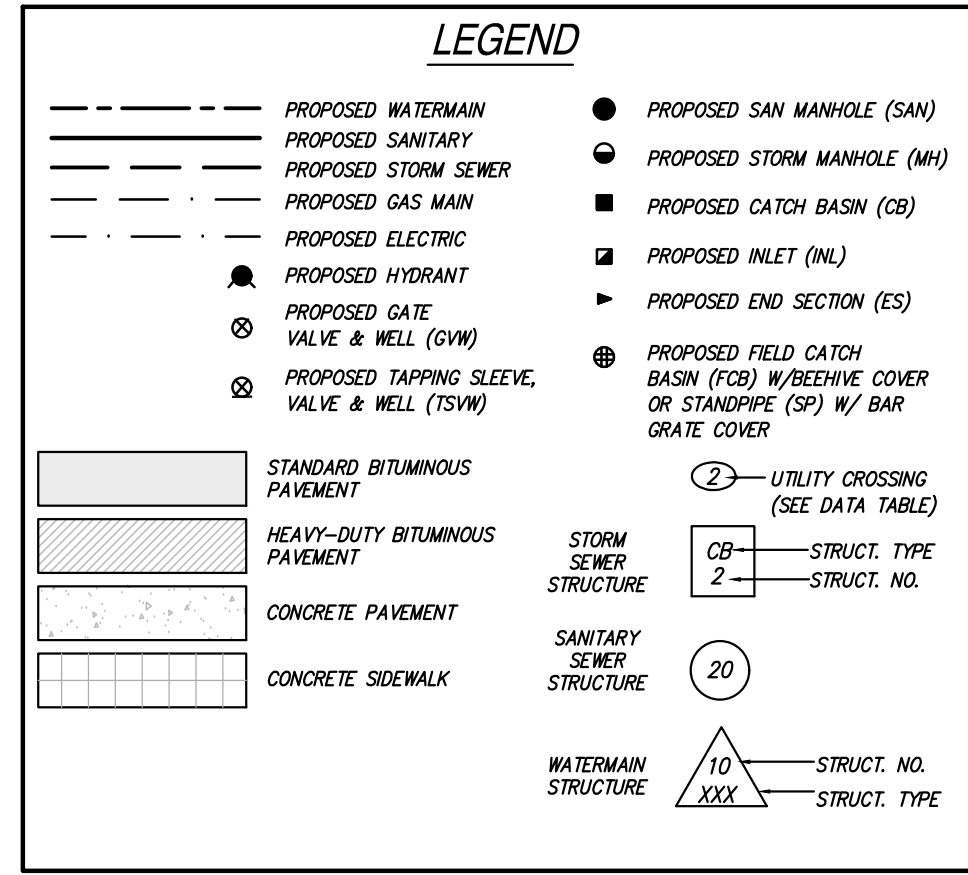 LEGEND
PROPOSED WATERMAIN
PROPOSED SANITARY
PROPOSED STORM SEWER
PROPOSED GAS MAIN
PROPOSED ELECTRIC
PROPOSED HYDRANT
PROPOSED GATE
VALVE & WELL (GVW)
PROPOSED TAPPING SLEEVE,
VALVE & WELL (TSVW)
PROPOSED SAN MANHOLE (SAN)
PROPOSED STORM MANHOLE (MH)
PROPOSED CATCH BASIN (CB)
PROPOSED INLET (INL)
PROPOSED END SECTION (ES)
PROPOSED FIELD CATCH
BASIN (FCB) W/BEEHIVE COVER
OR STANDPIPE (SP) W/ BAR
GRATE COVER
STANDARD BITUMINOUS
PAVEMENT
HEAVY-DUTY BITUMINOUS
PAVEMENT
CONCRETE PAVEMENT
CONCRETE SIDEWALK
2
UTILITY CROSSING
(SEE DATA TABLE)
STORM
SEWER
STRUCTURE
CB
2
STRUCT. TYPE
STRUCT. NO.
SANITARY
SEWER
STRUCTURE
20
WATERMAIN
STRUCTURE
10
XXX
STRUCT. NO.
STRUCT. TYPE